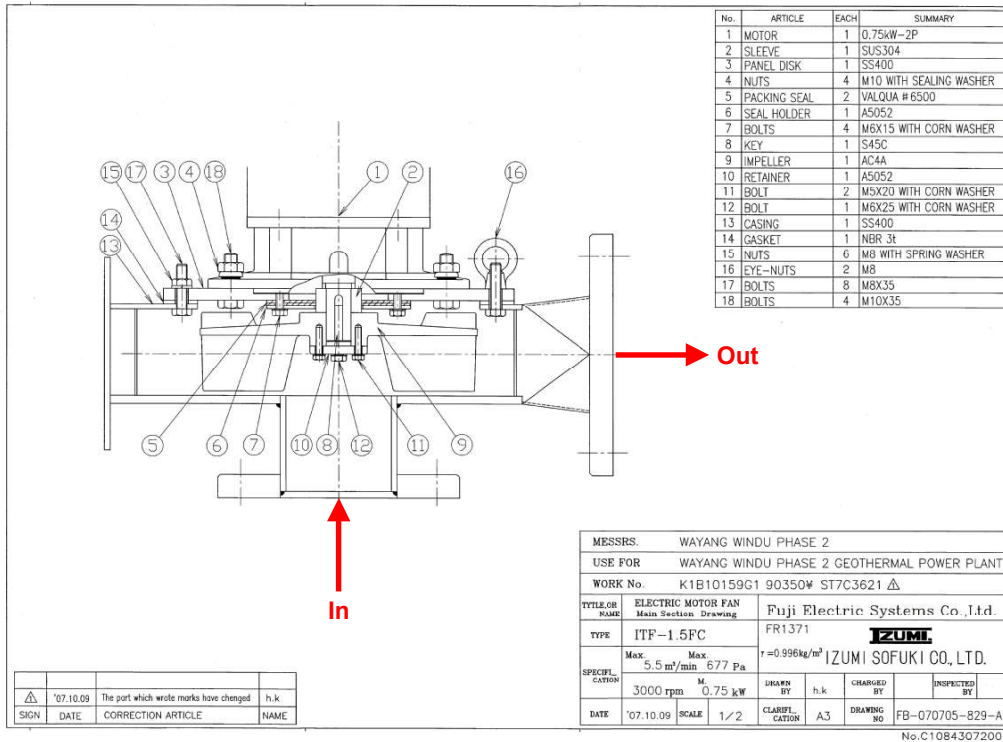 No. ARTICLE EACH SUMMARY
1 MOTOR 1 0.75kW-2P
2 SLEEVE 1 SUS304
3 PANEL DISK 1 SS400
4 NUTS 4 M10 WITH SEALING WASHER
5 PACKING SEAL 2 VALQUA #6500
6 SEAL HOLDER 1 A5052
7 BOLTS 4 M6X15 WITH CORN WASHER
8 KEY 1 S45C
9 IMPELLER 1 AC4A
10 RETAINER 1 A5052
11 BOLT 2 M5X20 WITH CORN WASHER
12 BOLT 1 M6X25 WITH CORN WASHER
13 CASING 1 SS400
14 GASKET 1 NBR 3t
15 NUTS 6 M8 WITH SPRING WASHER
16 EYE-NUTS 2 M8
17 BOLTS 8 M8X35
18 BOLTS 4 M10X35
15 17 3 4 18 1 2 16
14
13
Out
5 6 7 10 8 12 11 9
In
MESSRS. WAYANG WINDU PHASE 2
USE FOR WAYANG WINDU PHASE 2 GEOTHERMAL POWER PLANT
WORK No. K1B10159G1 90350¥ ST7C3621 ⚠
TYTLE,OR NAME ELECTRIC MOTOR FAN Main Section Drawing Fuji Electric Systems Co.,Ltd.
TYPE ITF-1.5FC FR1371 IZUMI
r=0.996kg/m³ IZUMI SOFUKI CO., LTD.
SPECIFI_ CATION Max. 5.5 m³/min Max. 677 Pa
3000 rpm M. 0.75 kW DRAWN BY h.k CHARGED BY INSPECTED BY
DATE '07.10.09 SCALE 1/2 CLARIFI_ CATION A3 DRAWING NO FB-070705-829-A
No.C1084307200
⚠ '07.10.09 The part which wrote marks have chenged h.k
SIGN DATE CORRECTION ARTICLE NAME